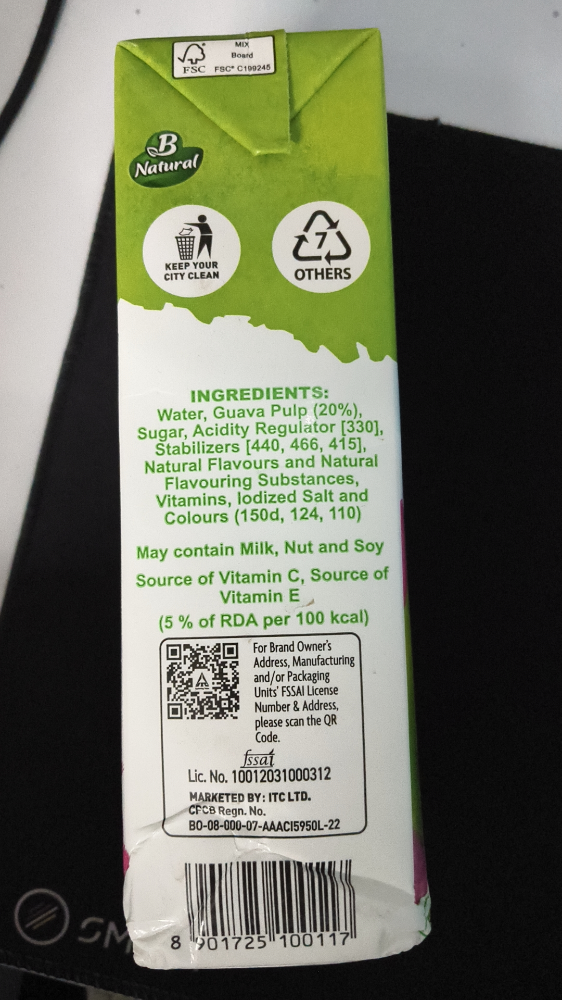 MIX
Board
FSC FSC® C199245
B
Natural
KEEP YOUR
CITY CLEAN
7
OTHERS
INGREDIENTS:
Water, Guava Pulp (20%),
Sugar, Acidity Regulator [330],
Stabilizers [440, 466, 415],
Natural Flavours and Natural
Flavouring Substances,
Vitamins, Iodized Salt and
Colours (150d, 124, 110)
May contain Milk, Nut and Soy
Source of Vitamin C, Source of
Vitamin E
(5 % of RDA per 100 kcal)
For Brand Owner's
Address, Manufacturing
and/or Packaging
Units' FSSAI License
Number & Address,
please scan the QR
Code.
fssai
Lic. No. 10012031000312
MARKETED BY: ITC LTD.
CPCB Regn. No.
BO-08-000-07-AAACI5950L-22
8 901725 100117